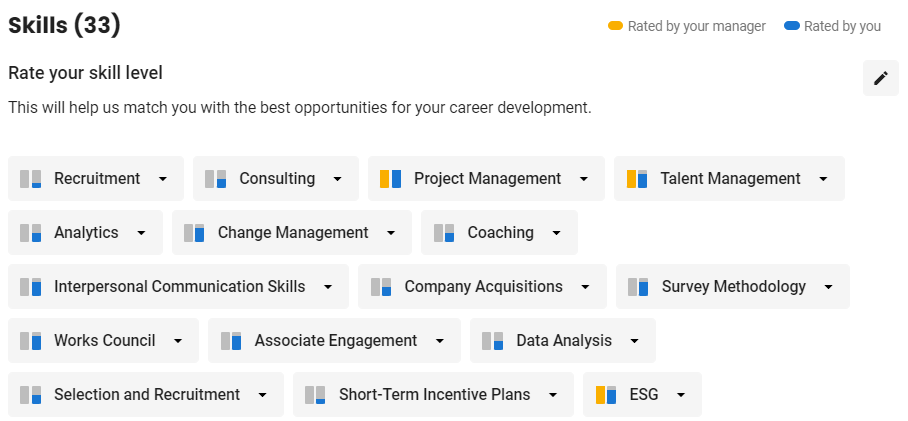 Skills (33)
Rated by your manager Rated by you
Rate your skill level
This will help us match you with the best opportunities for your career development.
Recruitment Consulting Project Management Talent Management
Analytics Change Management Coaching
Interpersonal Communication Skills Company Acquisitions Survey Methodology
Works Council Associate Engagement Data Analysis
Selection and Recruitment Short-Term Incentive Plans ESG